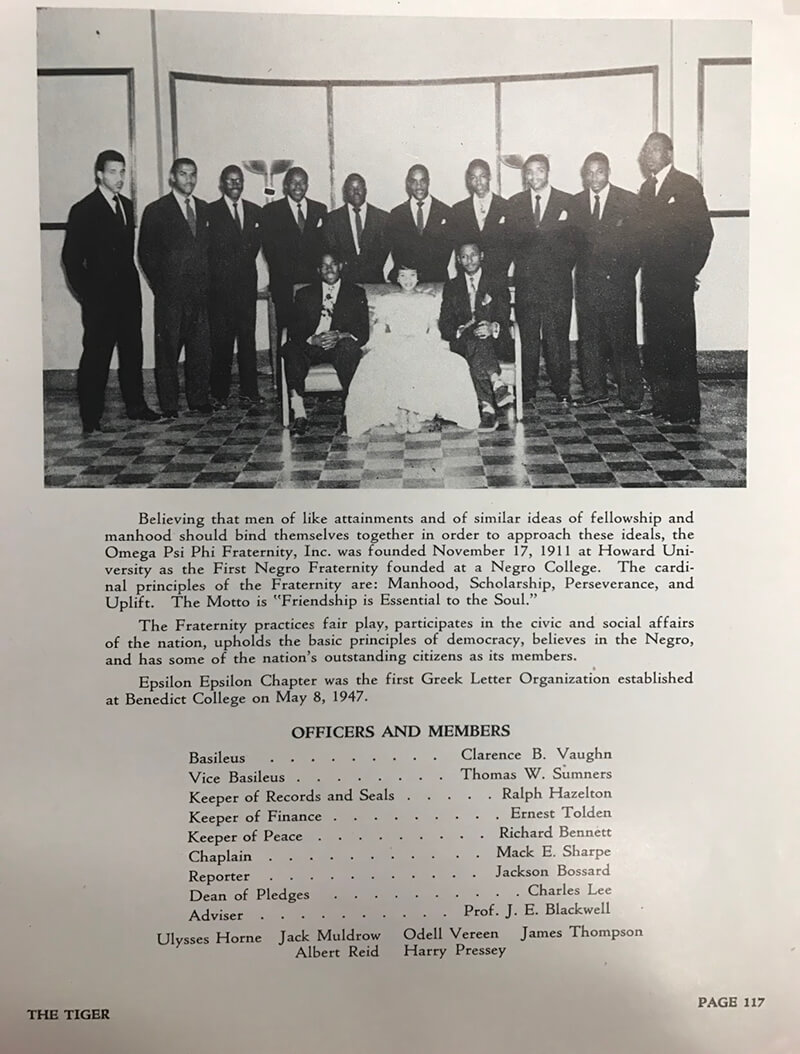 Believing that men of like attainments and of similar ideas of fellowship and
manhood should bind themselves together in order to approach these ideals, the
Omega Psi Phi Fraternity, Inc. was founded November 17, 1911 at Howard Uni-
versity as the First Negro Fraternity founded at a Negro College. The cardi-
nal principles of the Fraternity are: Manhood, Scholarship, Perseverance, and
Uplift. The Motto is "Friendship is Essential to the Soul."
The Fraternity practices fair play, participates in the civic and social affairs
of the nation, upholds the basic principles of democracy, believes in the Negro,
and has some of the nation's outstanding citizens as its members.
Epsilon Epsilon Chapter was the first Greek Letter Organization established
at Benedict College on May 8, 1947.
OFFICERS AND MEMBERS
Basileus . . . . . . . . . Clarence B. Vaughn
Vice Basileus . . . . . . . . Thomas W. Sumners
Keeper of Records and Seals . . . . . Ralph Hazelton
Keeper of Finance . . . . . . . . . Ernest Tolden
Keeper of Peace . . . . . . . . . Richard Bennett
Chaplain . . . . . . . . . . . Mack E. Sharpe
Reporter . . . . . . . . . . . Jackson Bossard
Dean of Pledges . . . . . . . . . . Charles Lee
Adviser . . . . . . . . . . Prof. J. E. Blackwell
Ulysses Horne Jack Muldrow Odell Vereen James Thompson
Albert Reid Harry Pressey
THE TIGER
PAGE 117